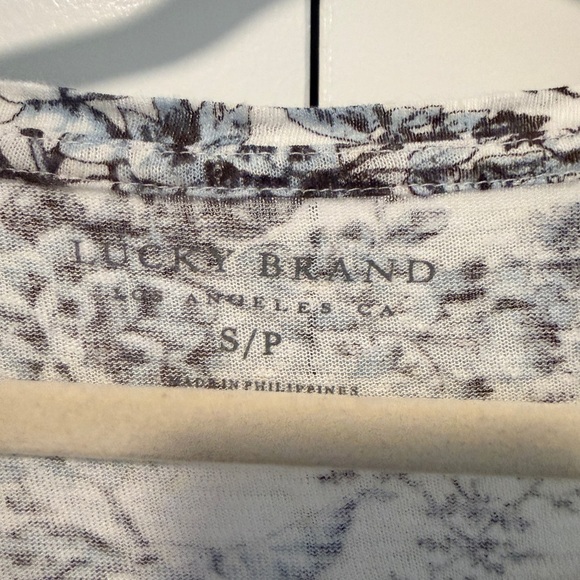 LUCKY BRAND
LOS ANGELES CA
S/P
MADE IN PHILIPPINES